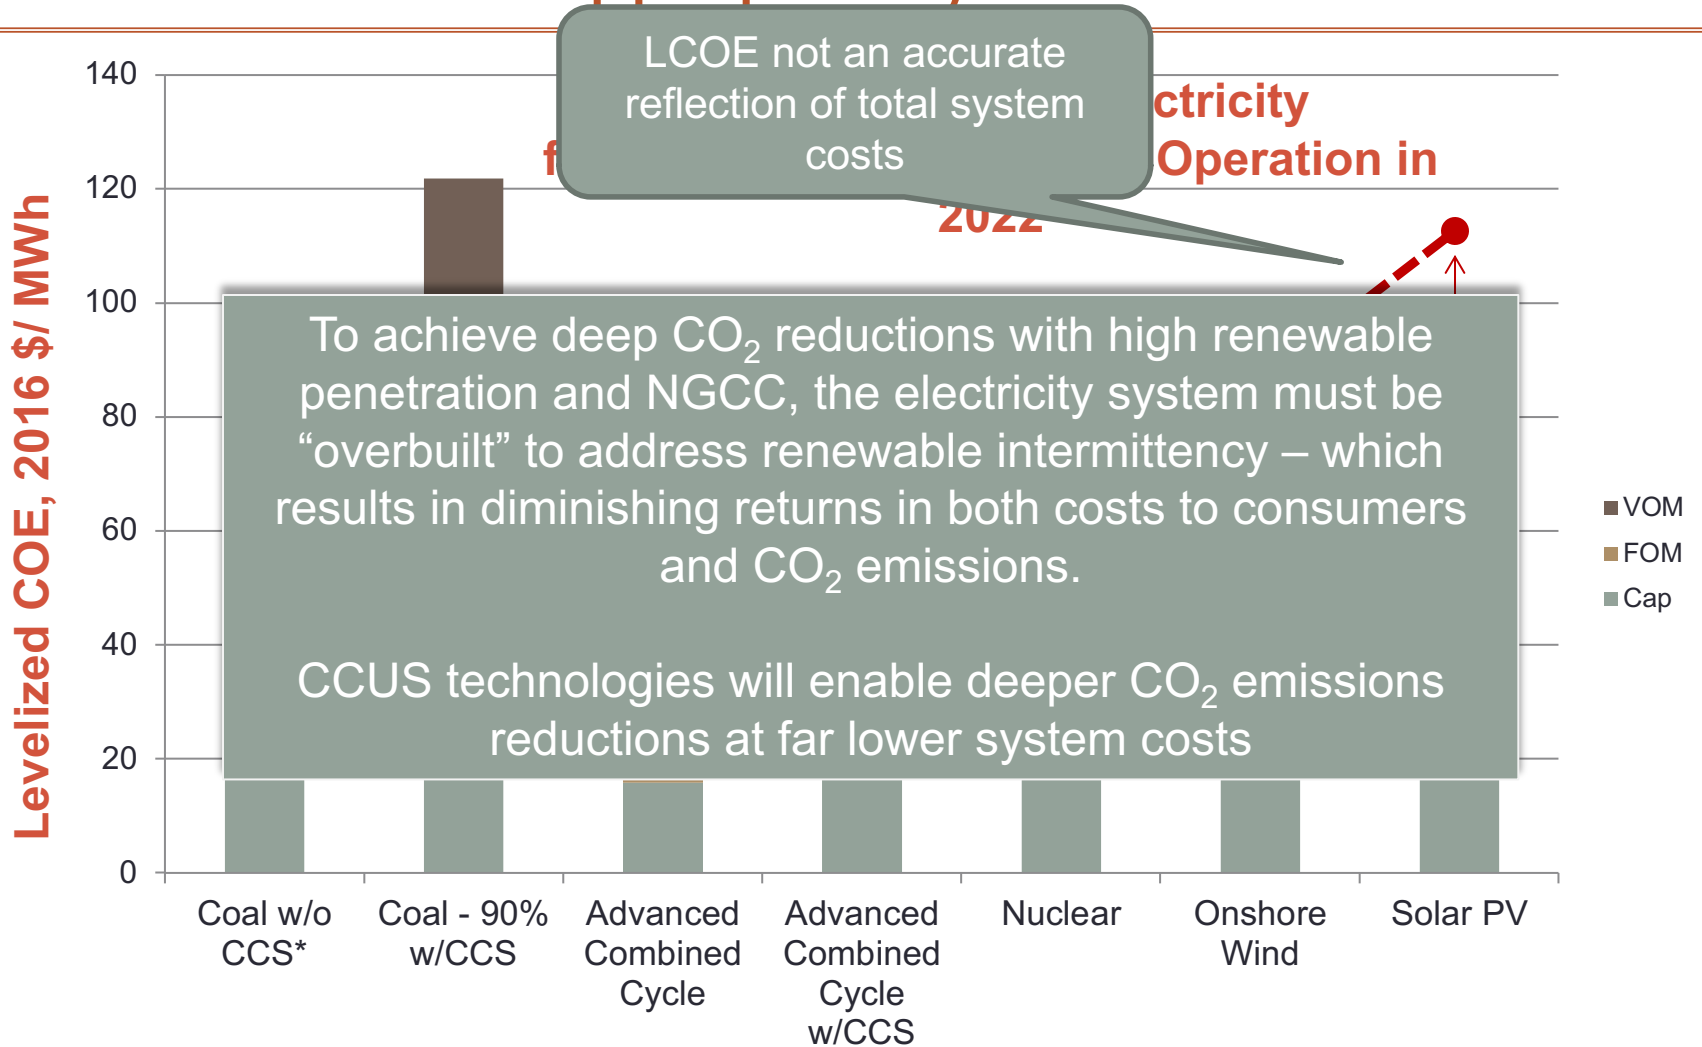 LCOE not an accurate
reflection of total system
costs
ctricity
f Operation in
2022
Levelized COE, 2016 $/ MWh
140
120
100
80
60
40
20
0
To achieve deep CO₂ reductions with high renewable
penetration and NGCC, the electricity system must be
“overbuilt” to address renewable intermittency – which
results in diminishing returns in both costs to consumers
and CO₂ emissions.
CCUS technologies will enable deeper CO₂ emissions
reductions at far lower system costs
VOM
FOM
Cap
Coal w/o
CCS*
Coal - 90%
w/CCS
Advanced
Combined
Cycle
Advanced
Combined
Cycle
w/CCS
Nuclear
Onshore
Wind
Solar PV